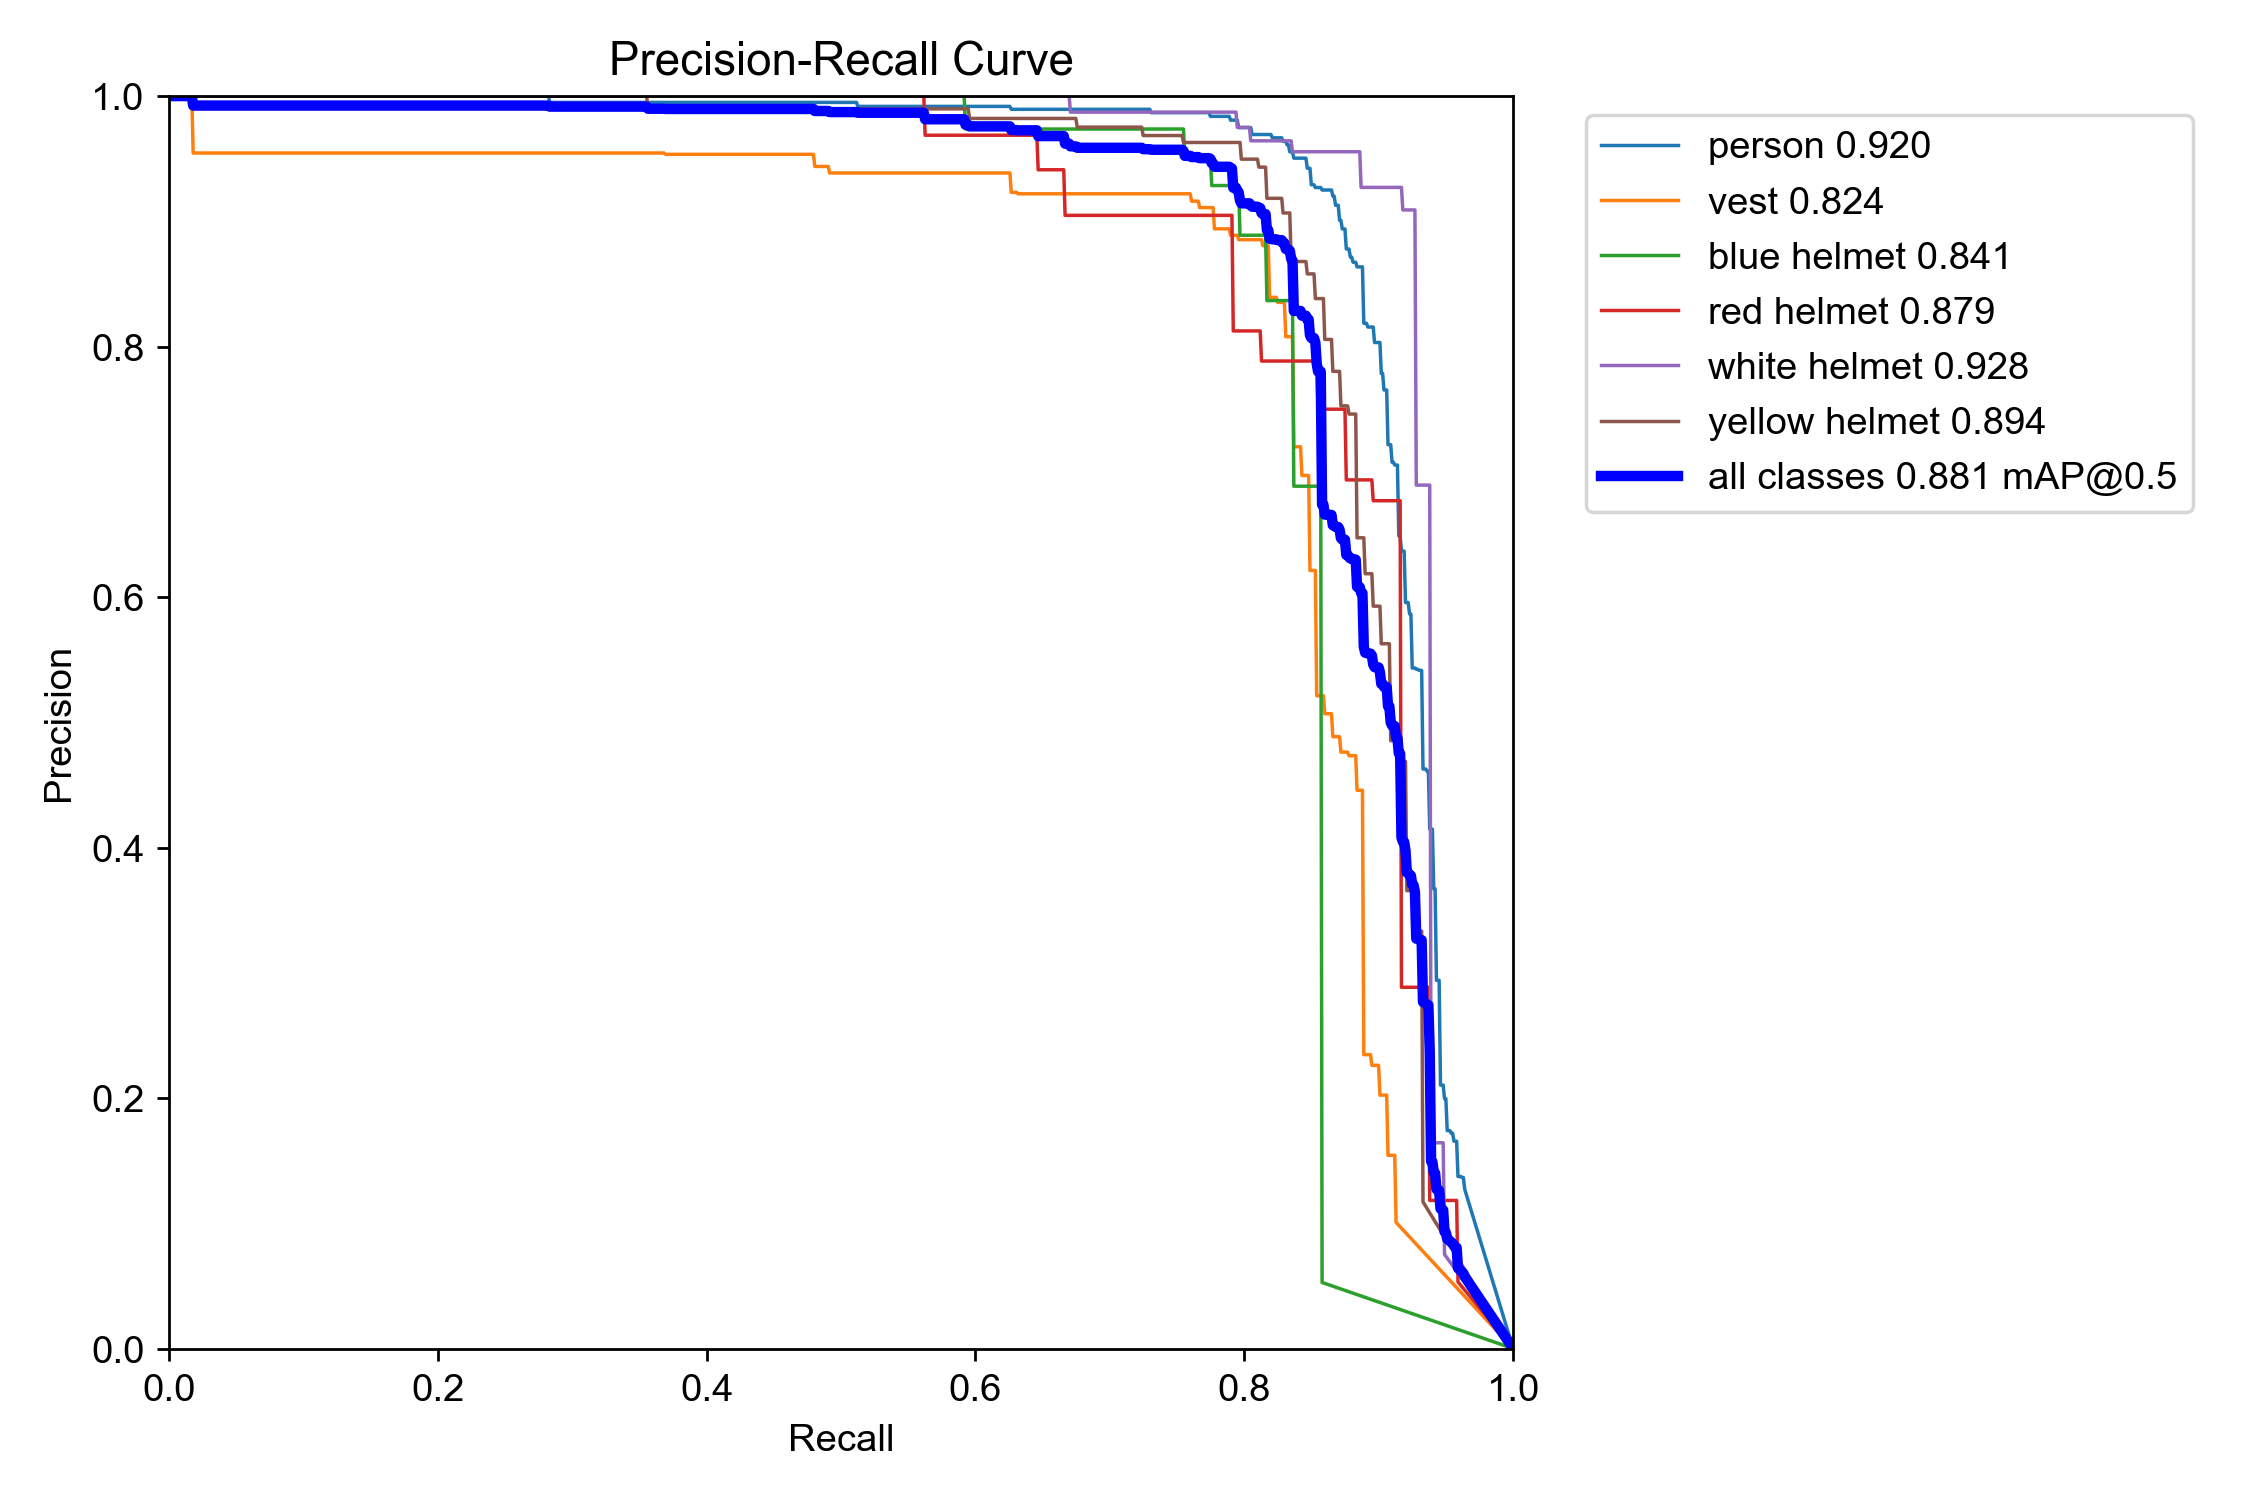 Precision-Recall Curve
1.0
0.8
0.6
0.4
0.2
0.0
Precision
0.0 0.2 0.4 0.6 0.8 1.0
Recall
person 0.920
vest 0.824
blue helmet 0.841
red helmet 0.879
white helmet 0.928
yellow helmet 0.894
all classes 0.881 mAP@0.5